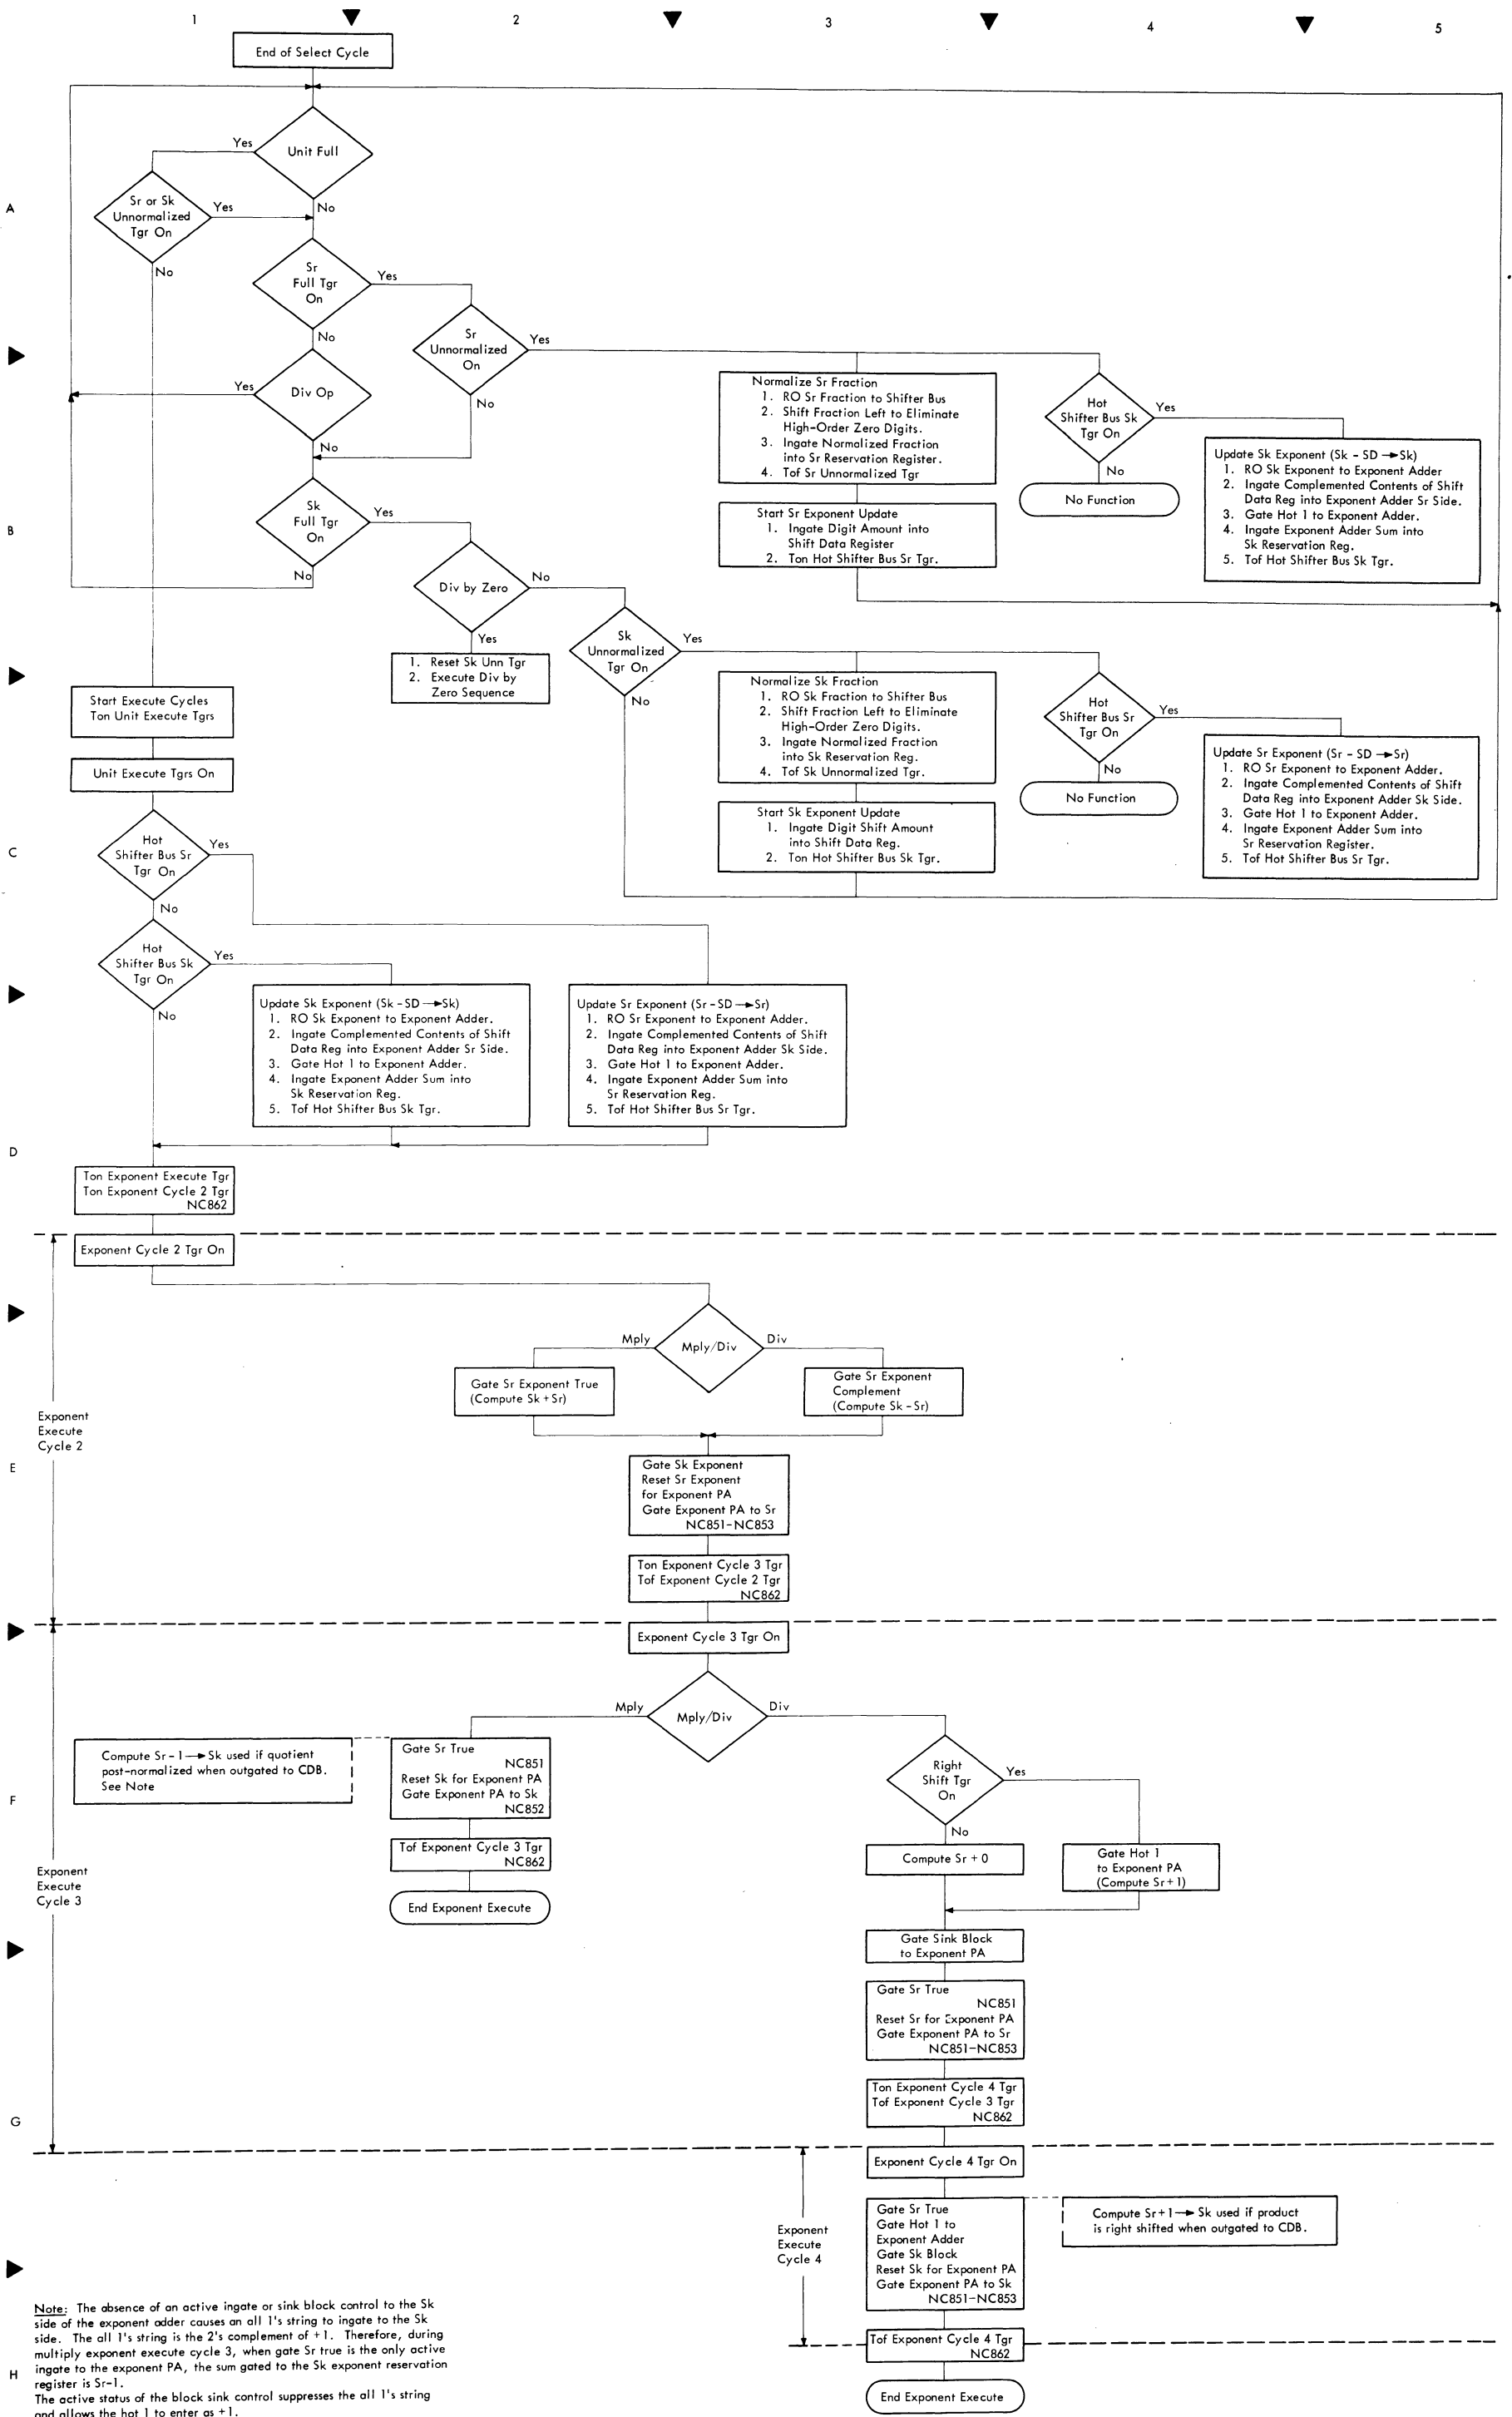 1
2
3
4
5
End of Select Cycle
Unit Full
Yes
No
A
Sr or Sk
Unnormalized
Tgr On
Yes
No
Sr
Full Tgr
On
Yes
No
Sr
Unnormalized
On
Yes
No
Div Op
Yes
No
Normalize Sr Fraction
1. RO Sr Fraction to Shifter Bus
2. Shift Fraction Left to Eliminate
High-Order Zero Digits.
3. Ingate Normalized Fraction
into Sr Reservation Register.
4. Tof Sr Unnormalized Tgr
Hot
Shifter Bus Sk
Tgr On
Yes
No
No Function
Update Sk Exponent (Sk - SD → Sk)
1. RO Sk Exponent to Exponent Adder
2. Ingate Complemented Contents of Shift
Data Reg into Exponent Adder Sr Side.
3. Gate Hot 1 to Exponent Adder.
4. Ingate Exponent Adder Sum into
Sk Reservation Reg.
5. Tof Hot Shifter Bus Sk Tgr.
B
Sk
Full Tgr
On
Yes
No
Start Sr Exponent Update
1. Ingate Digit Amount into
Shift Data Register
2. Ton Hot Shifter Bus Sr Tgr.
Div by Zero
No
Yes
1. Reset Sk Unn Tgr
2. Execute Div by
Zero Sequence
Sk
Unnormalized
Tgr On
Yes
No
Normalize Sk Fraction
1. RO Sk Fraction to Shifter Bus
2. Shift Fraction Left to Eliminate
High-Order Zero Digits.
3. Ingate Normalized Fraction
into Sk Reservation Reg.
4. Tof Sk Unnormalized Tgr.
Hot
Shifter Bus Sr
Tgr On
Yes
No
No Function
Update Sr Exponent (Sr - SD → Sr)
1. RO Sr Exponent to Exponent Adder.
2. Ingate Complemented Contents of Shift
Data Reg into Exponent Adder Sk Side.
3. Gate Hot 1 to Exponent Adder.
4. Ingate Exponent Adder Sum into
Sr Reservation Register.
5. Tof Hot Shifter Bus Sr Tgr.
Start Execute Cycles
Ton Unit Execute Tgrs
Unit Execute Tgrs On
Start Sk Exponent Update
1. Ingate Digit Shift Amount
into Shift Data Reg.
2. Ton Hot Shifter Bus Sk Tgr.
C
Hot
Shifter Bus Sr
Tgr On
Yes
No
Hot
Shifter Bus Sk
Tgr On
Yes
No
Update Sk Exponent (Sk - SD → Sk)
1. RO Sk Exponent to Exponent Adder.
2. Ingate Complemented Contents of Shift
Data Reg into Exponent Adder Sr Side.
3. Gate Hot 1 to Exponent Adder.
4. Ingate Exponent Adder Sum into
Sk Reservation Reg.
5. Tof Hot Shifter Bus Sk Tgr.
Update Sr Exponent (Sr - SD → Sr)
1. RO Sr Exponent to Exponent Adder.
2. Ingate Complemented Contents of Shift
Data Reg into Exponent Adder Sk Side.
3. Gate Hot 1 to Exponent Adder.
4. Ingate Exponent Adder Sum into
Sr Reservation Reg.
5. Tof Hot Shifter Bus Sr Tgr.
D
Ton Exponent Execute Tgr
Ton Exponent Cycle 2 Tgr
NC862
Exponent Cycle 2 Tgr On
Mply/Div
Mply
Div
Gate Sr Exponent True
(Compute Sk + Sr)
Gate Sr Exponent
Complement
(Compute Sk - Sr)
Exponent
Execute
Cycle 2
E
Gate Sk Exponent
Reset Sr Exponent
for Exponent PA
Gate Exponent PA to Sr
NC851-NC853
Ton Exponent Cycle 3 Tgr
Tof Exponent Cycle 2 Tgr
NC862
Exponent Cycle 3 Tgr On
Mply/Div
Mply
Div
Compute Sr - 1 → Sk used if quotient
post-normalized when outgated to CDB.
See Note
Gate Sr True
NC851
Reset Sk for Exponent PA
Gate Exponent PA to Sk
NC852
Right
Shift Tgr
On
Yes
No
F
Tof Exponent Cycle 3 Tgr
NC862
End Exponent Execute
Compute Sr + 0
Gate Hot 1
to Exponent PA
(Compute Sr + 1)
Exponent
Execute
Cycle 3
Gate Sink Block
to Exponent PA
Gate Sr True
NC851
Reset Sr for Exponent PA
Gate Exponent PA to Sr
NC851-NC853
Ton Exponent Cycle 4 Tgr
Tof Exponent Cycle 3 Tgr
NC862
G
Exponent Cycle 4 Tgr On
Exponent
Execute
Cycle 4
Gate Sr True
Gate Hot 1 to
Exponent Adder
Gate Sk Block
Reset Sk for Exponent PA
Gate Exponent PA to Sk
NC851-NC853
Compute Sr + 1 → Sk used if product
is right shifted when outgated to CDB.
Tof Exponent Cycle 4 Tgr
NC862
End Exponent Execute
H
Note: The absence of an active ingate or sink block control to the Sk
side of the exponent adder causes an all 1's string to ingate to the Sk
side. The all 1's string is the 2's complement of +1. Therefore, during
multiply exponent execute cycle 3, when gate Sr true is the only active
ingate to the exponent PA, the sum gated to the Sk exponent reservation
register is Sr-1.
The active status of the block sink control suppresses the all 1's string
and allows the hot 1 to enter as +1.